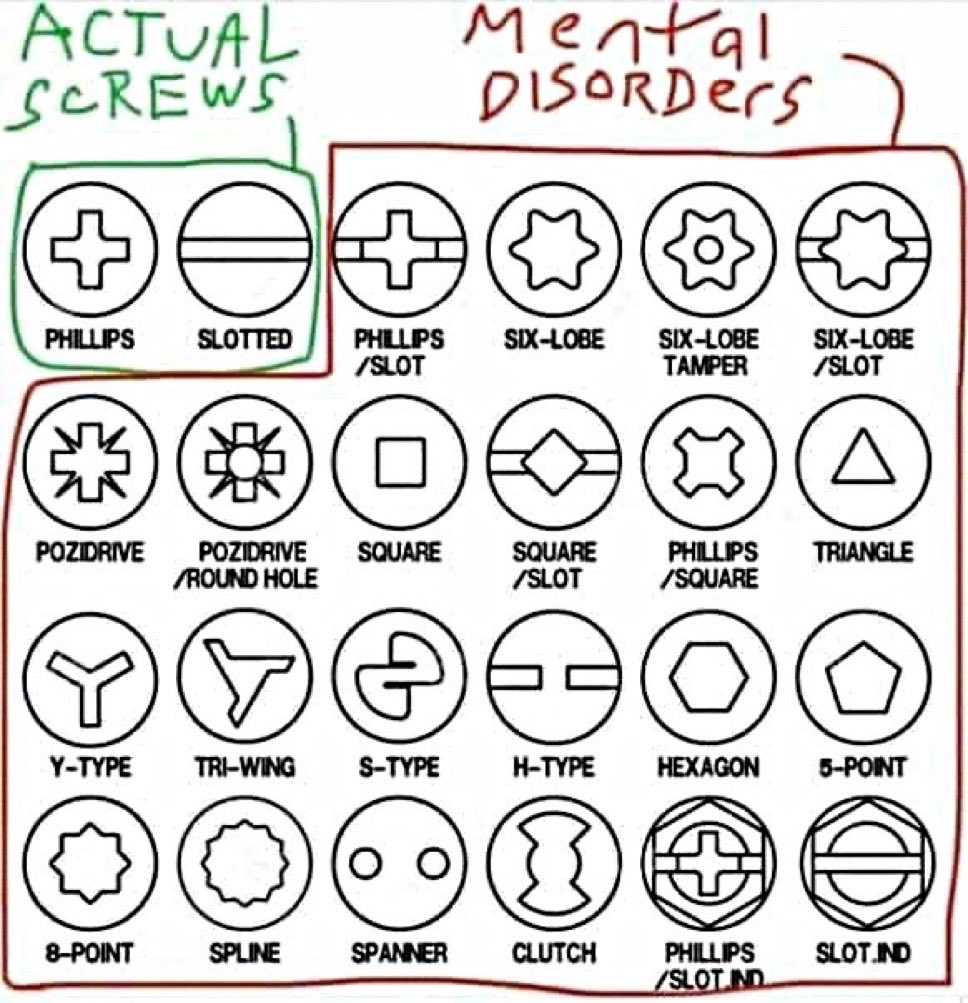 ACTUAL
SCREWS
Mental
DISORDers
PHILLIPS SLOTTED PHILLIPS
/SLOT SIX-LOBE SIX-LOBE
TAMPER SIX-LOBE
/SLOT
POZIDRIVE POZIDRIVE
/ROUND HOLE SQUARE SQUARE
/SLOT PHILLIPS
/SQUARE TRIANGLE
Y-TYPE TRI-WING S-TYPE H-TYPE HEXAGON 5-POINT
8-POINT SPLINE SPANNER CLUTCH PHILLIPS
/SLOT.IND SLOT.IND